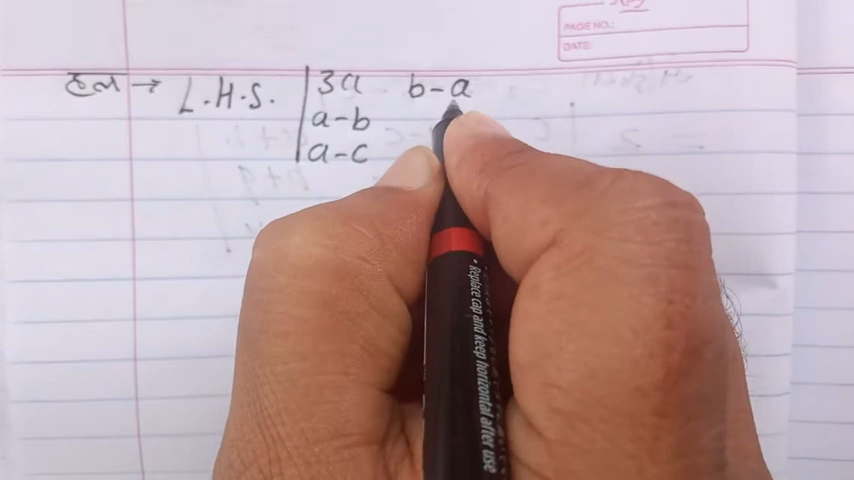 PAGE NO.:
DATE:
हल → L.H.S. | 3a b-a
a-b
a-c
• Replace cap and keep horizontal after use